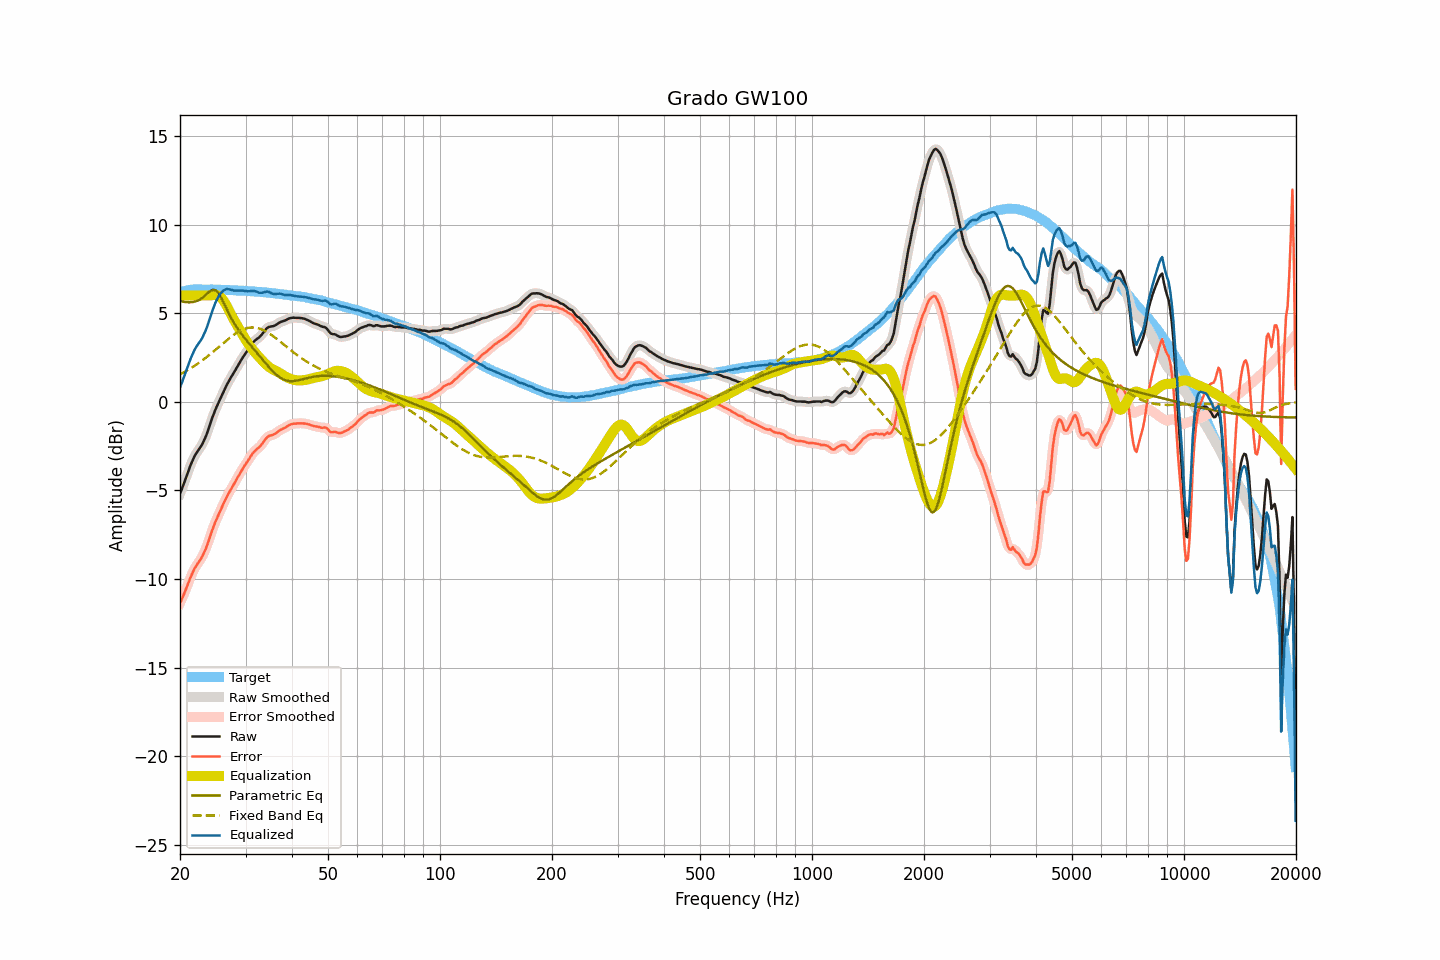 Grado GW100
15
10
5
0
−5
−10
−15
−20
−25
Amplitude (dBr)
Target
Raw Smoothed
Error Smoothed
Raw
Error
Equalization
Parametric Eq
Fixed Band Eq
Equalized
20 50 100 200 500 1000 2000 5000 10000 20000
Frequency (Hz)